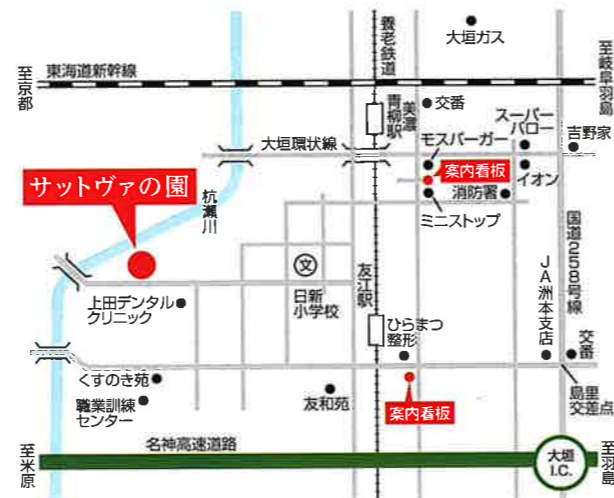 大垣ガス
養老鉄道
至岐阜羽島
東海道新幹線
至京都
美濃
青柳駅
交番
スーパー
バロー
吉野家
モスバーガー
大垣環状線
案内看板
イオン
消防署
サットヴァの園
杭瀬川
ミニストップ
国道258号線
文
日新
小学校
友江駅
JA洲本支店
上田デンタル
クリニック
ひらまつ
整形
交番
くすのき苑
職業訓練
センター
友和苑
案内看板
島里
交差点
名神高速道路
至米原
大垣
I.C.
至羽島